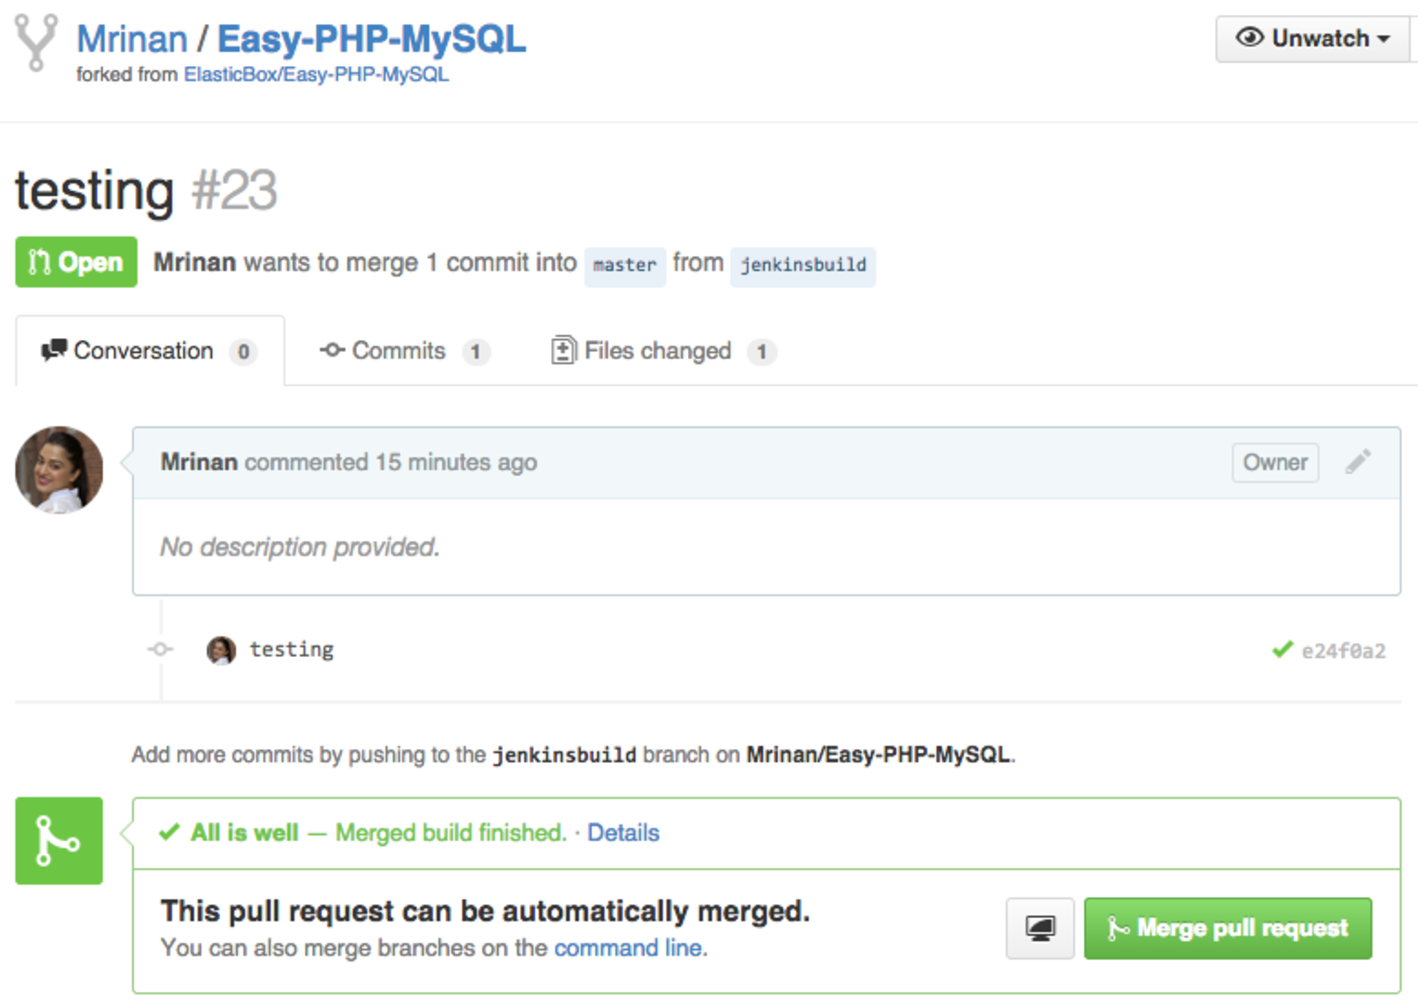 Mrinan / Easy-PHP-MySQL
Unwatch
forked from ElasticBox/Easy-PHP-MySQL
testing #23
Open Mrinan wants to merge 1 commit into master from jenkinsbuild
Conversation 0 Commits 1 Files changed 1
Mrinan commented 15 minutes ago Owner
No description provided.
testing e24f0a2
Add more commits by pushing to the jenkinsbuild branch on Mrinan/Easy-PHP-MySQL.
All is well — Merged build finished. · Details
This pull request can be automatically merged.
You can also merge branches on the command line.
Merge pull request